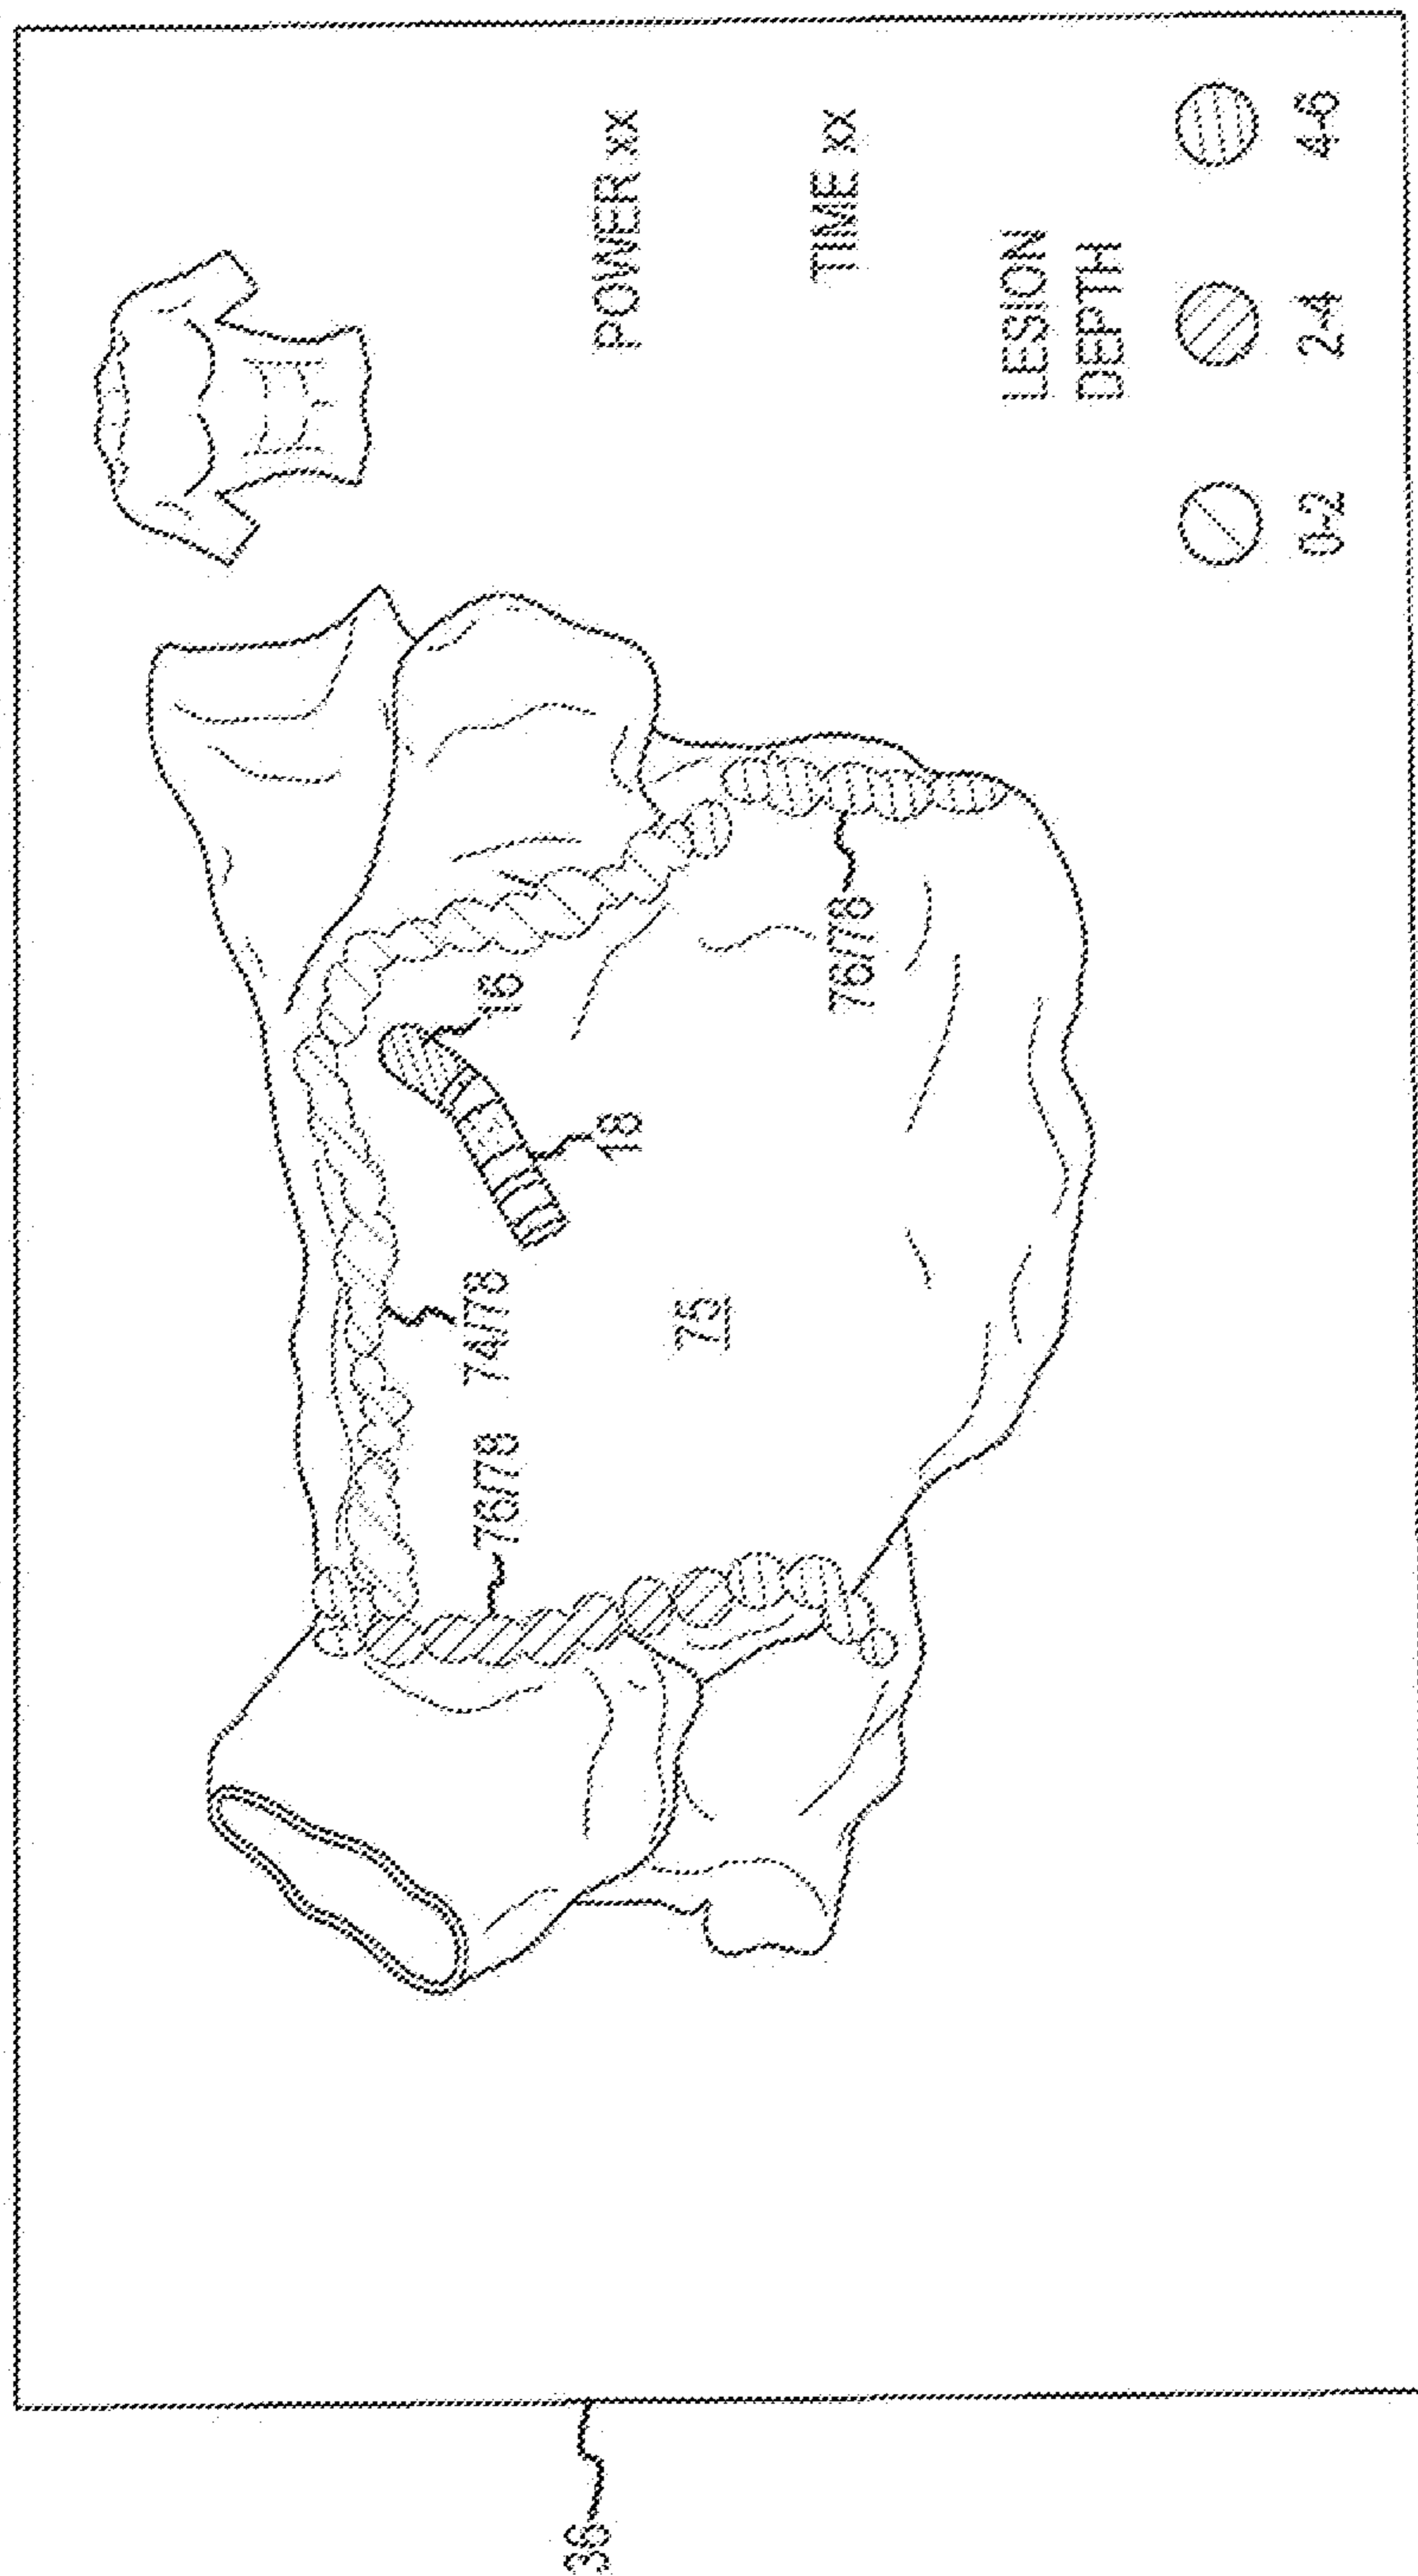 76/78
74/78
16
36
18
POWER xx
75
TIME xx
76/78
LESION
DEPTH
0-2 2-4 4-6